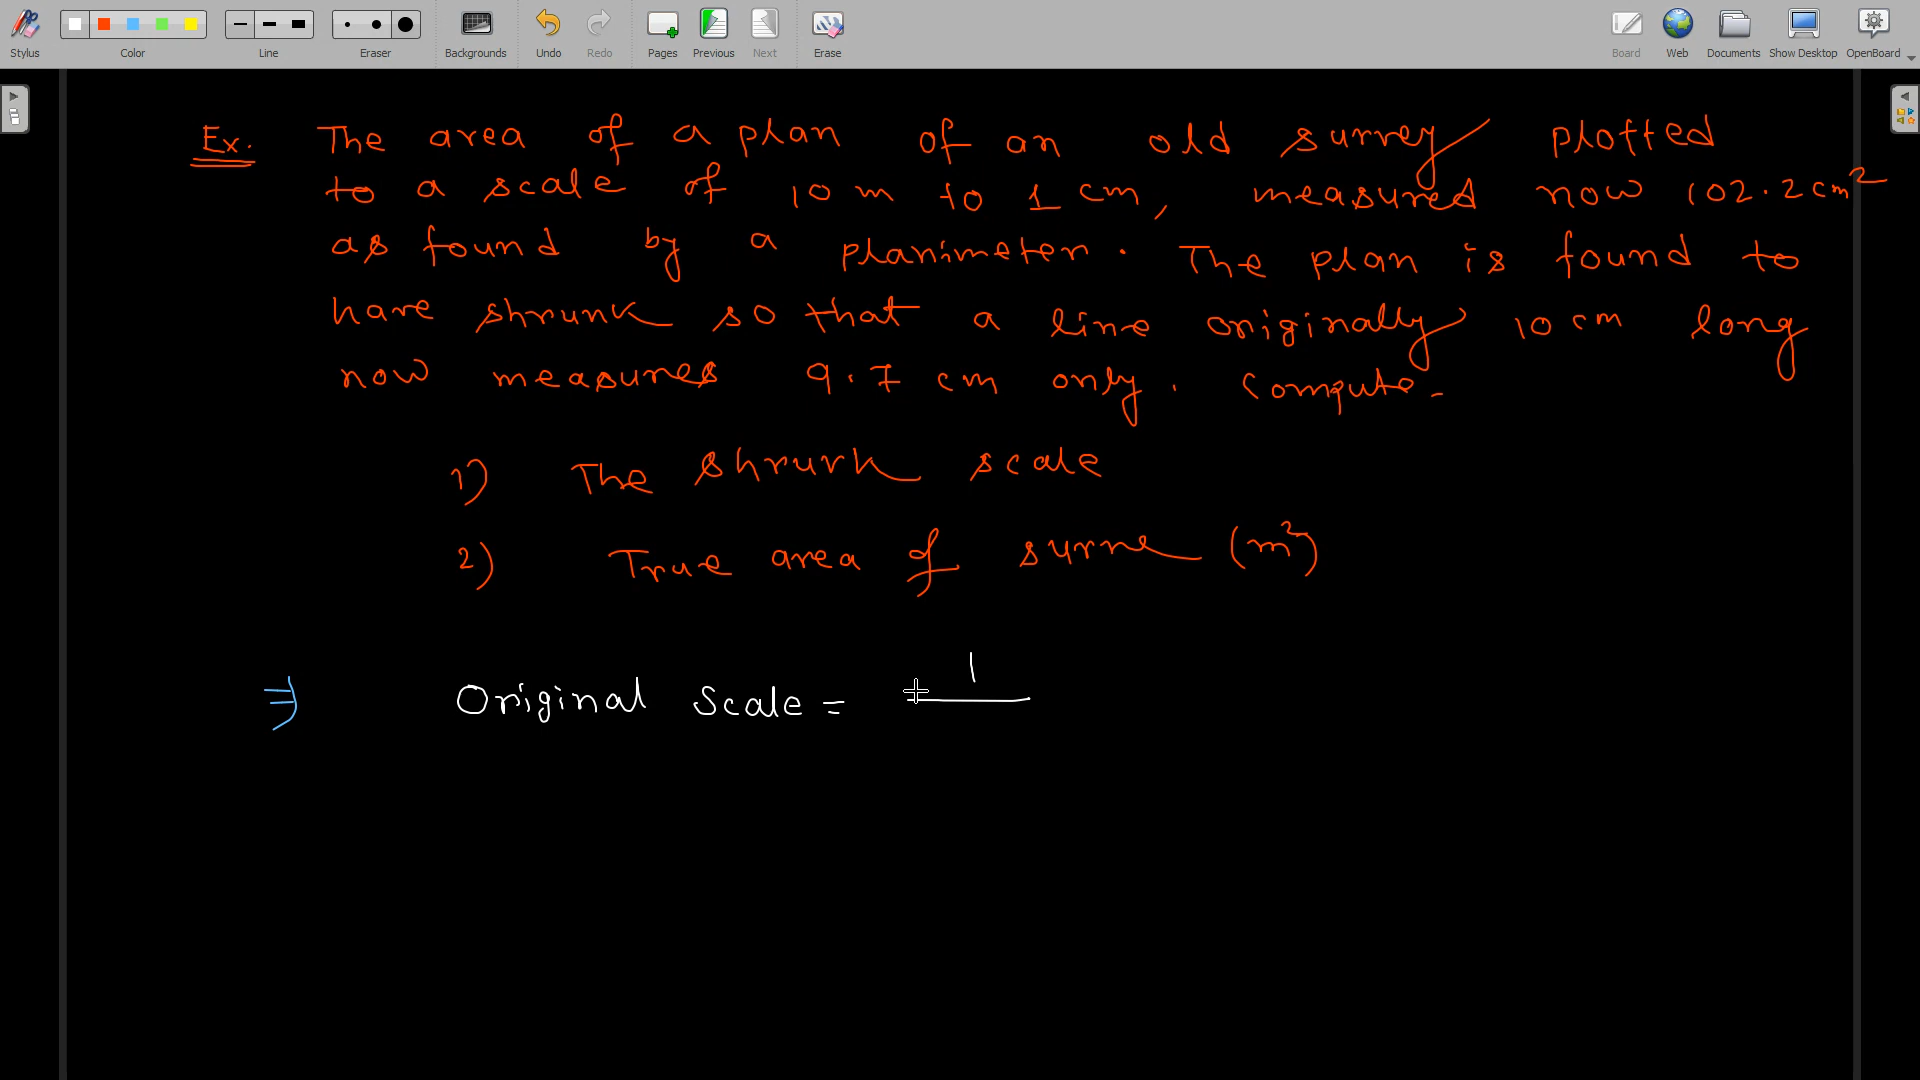 Stylus Color Line Eraser Backgrounds Undo Redo Pages Previous Next Erase Board Web Documents Show Desktop OpenBoard
Ex. The area of a plan of an old survey plotted
to a scale of 10 m to 1 cm, measured now 102.2 cm²
as found by a planimeter. The plan is found to
have shrunk so that a line originally 10 cm long
now measures 9.7 cm only. Compute -
1) The shrunk scale
2) True area of surve (m²)
⇒ Original Scale = 1